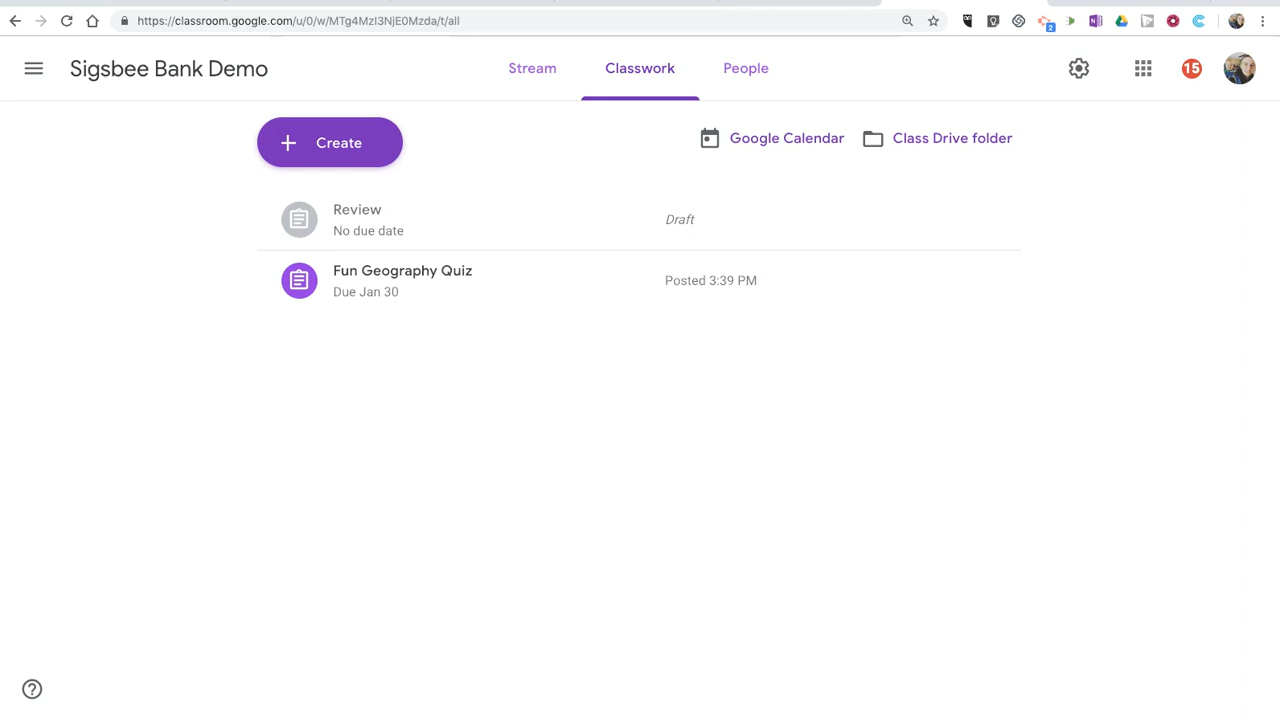 https://classroom.google.com/u/0/w/MTg4MzI3NjE0Mzda/t/all
2
Sigsbee Bank Demo
Stream
Classwork
People
15
Create
Google Calendar
Class Drive folder
Review
No due date
Draft
Fun Geography Quiz
Due Jan 30
Posted 3:39 PM